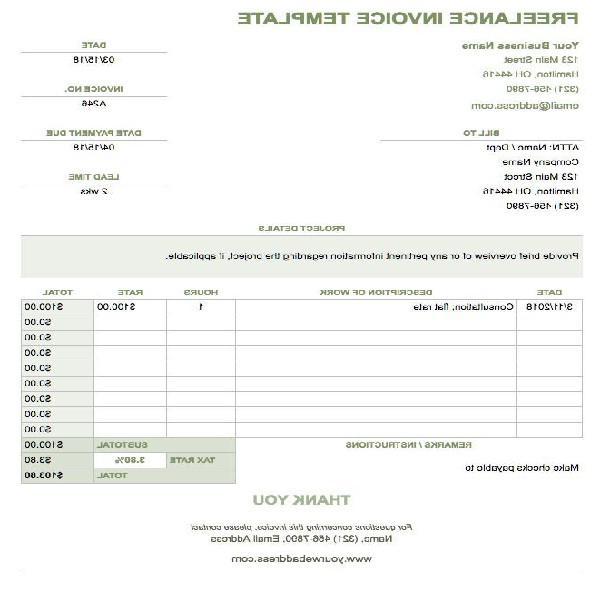 FREELANCE INVOICE TEMPLATE
Your Business Name
123 Main Street
Hamilton, OH 44416
(321) 456-7890
email@address.com
DATE
03/15/18
INVOICE NO.
A246
BILL TO
ATTN: Name / Dept
Company Name
123 Main Street
Hamilton, OH 44416
(321) 456-7890
DATE PAYMENT DUE
04/15/18
LEAD TIME
2 wks
PROJECT DETAILS
Provide brief overview of or any pertinent information regarding the project, if applicable.
DATE DESCRIPTION OF WORK HOURS RATE TOTAL
3/11/2018 Consultation, flat rate 1 $100.00 $100.00
$0.00
$0.00
$0.00
$0.00
$0.00
$0.00
$0.00
$0.00
REMARKS / INSTRUCTIONS SUBTOTAL $100.00
TAX RATE 3.80% $3.80
Make checks payable to TOTAL $103.80
THANK YOU
For questions concerning this invoice, please contact
Name, (321) 456-7890, Email Address
www.yourwebaddress.com